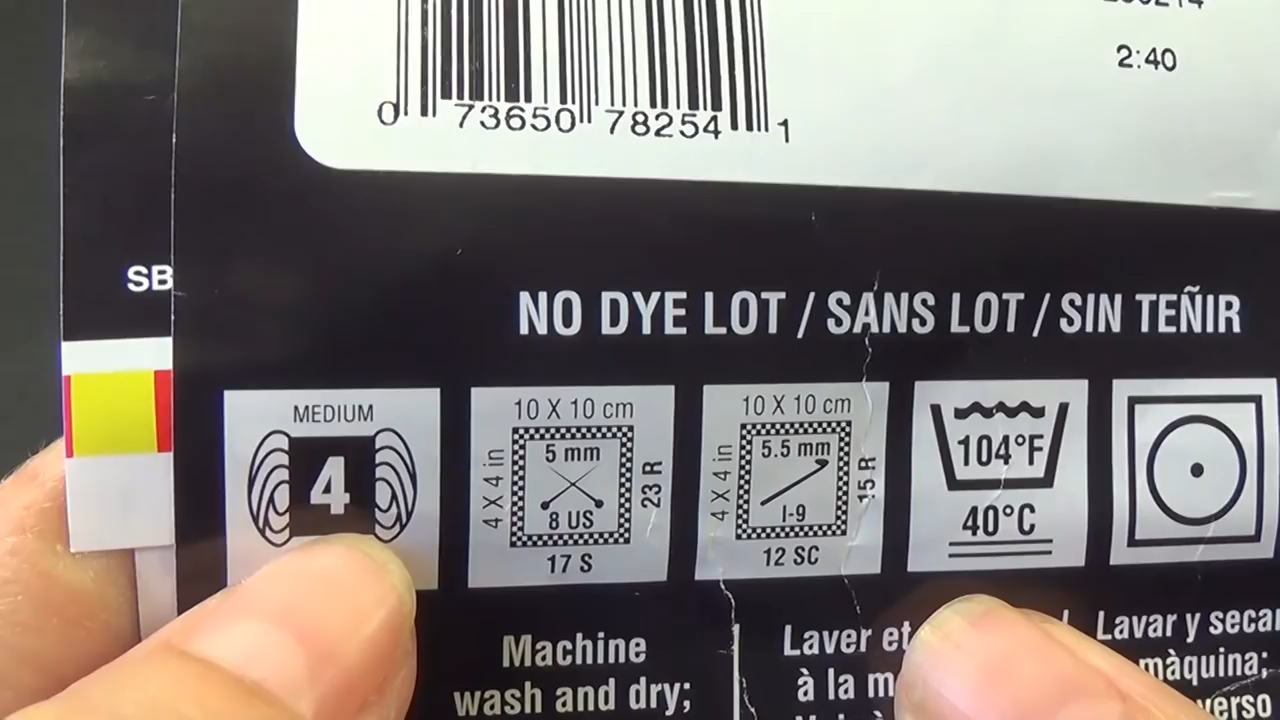 2:40
0 73650 78254 1
SB
NO DYE LOT / SANS LOT / SIN TEÑIR
MEDIUM
4
10 X 10 cm
4 X 4 in
5 mm
8 US
23 R
17 S
10 X 10 cm
4 X 4 in
5.5 mm
I-9
15 R
12 SC
104°F
40°C
Machine
wash and dry;
Laver et
à la
Lavar y
màquina;